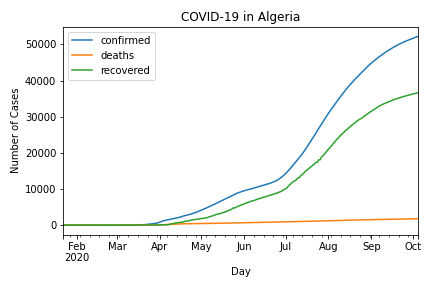 COVID-19 in Algeria
confirmed
deaths
recovered
Number of Cases
50000
40000
30000
20000
10000
0
Feb Mar Apr May Jun Jul Aug Sep Oct
2020
Day